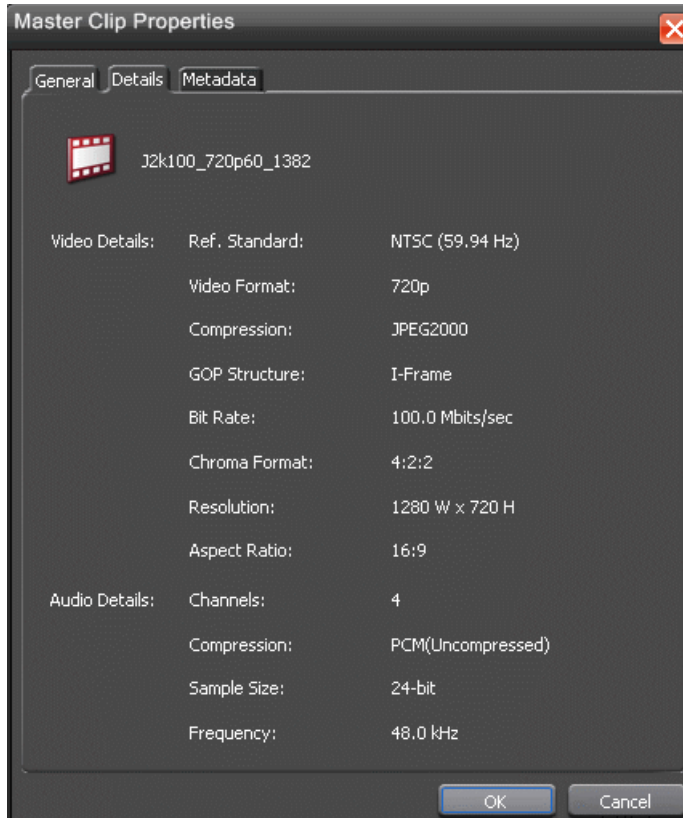 Master Clip Properties
General Details Metadata
J2k100_720p60_1382
Video Details: Ref. Standard: NTSC (59.94 Hz)
Video Format: 720p
Compression: JPEG2000
GOP Structure: I-Frame
Bit Rate: 100.0 Mbits/sec
Chroma Format: 4:2:2
Resolution: 1280 W x 720 H
Aspect Ratio: 16:9
Audio Details: Channels: 4
Compression: PCM(Uncompressed)
Sample Size: 24-bit
Frequency: 48.0 kHz
OK Cancel